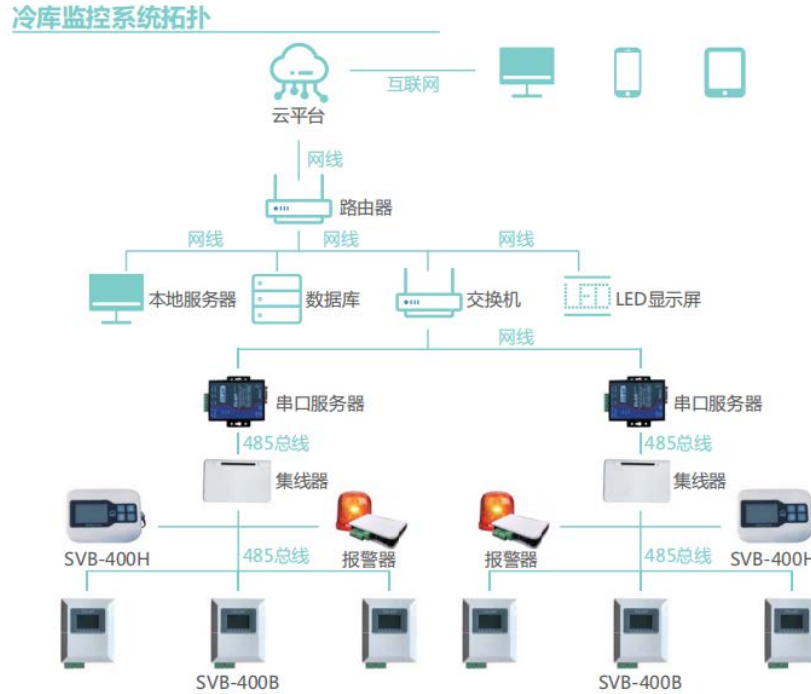 冷库监控系统拓扑
互联网
云平台
网线
路由器
网线 网线 网线
本地服务器 数据库 交换机 LED LED显示屏
网线
串口服务器 串口服务器
485总线 485总线
集线器 集线器
SVB-400H 485总线 报警器 报警器 485总线 SVB-400H
SVB-400B SVB-400B